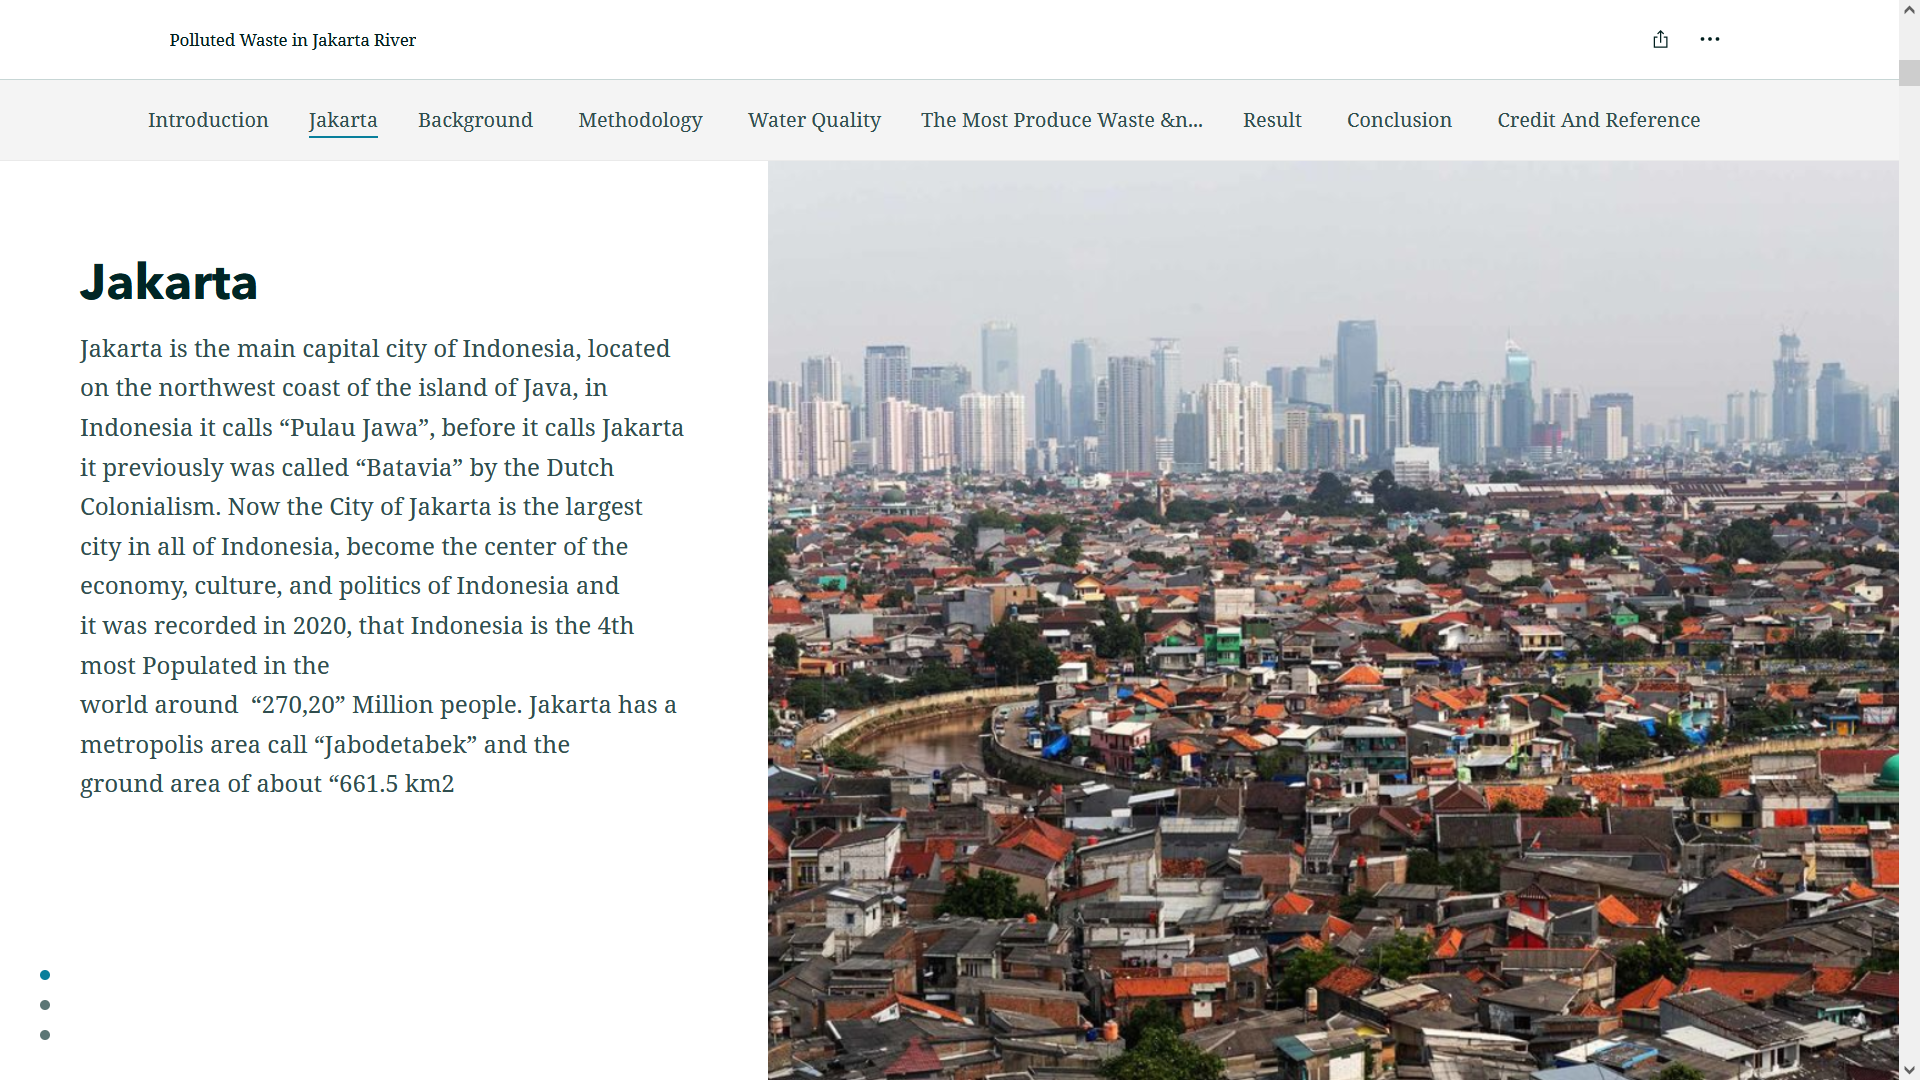 Polluted Waste in Jakarta River
Introduction
Jakarta
Background
Methodology
Water Quality
The Most Produce Waste &n...
Result
Conclusion
Credit And Reference
Jakarta
Jakarta is the main capital city of Indonesia, located
on the northwest coast of the island of Java, in
Indonesia it calls “Pulau Jawa”, before it calls Jakarta
it previously was called “Batavia” by the Dutch
Colonialism. Now the City of Jakarta is the largest
city in all of Indonesia, become the center of the
economy, culture, and politics of Indonesia and
it was recorded in 2020, that Indonesia is the 4th
most Populated in the
world around  “270,20” Million people. Jakarta has a
metropolis area call “Jabodetabek” and the
ground area of about “661.5 km2